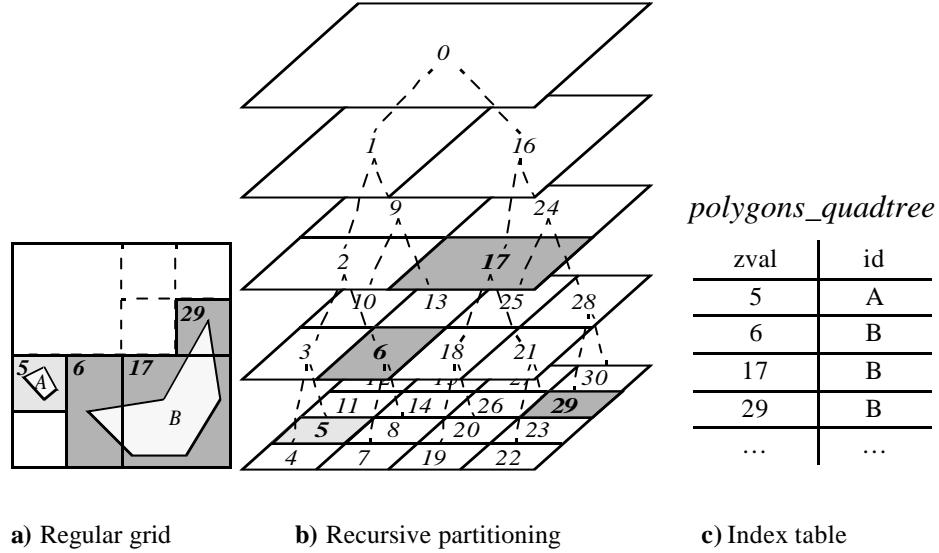 0
1 16
9 24
2 17
10 13 25 28
3 6 18 21
30
11 14 26 29
5 8 20 23
4 7 19 22
29
5 6 17
A
B
a) Regular grid
b) Recursive partitioning
polygons_quadtree
zval id
5 A
6 B
17 B
29 B
… …
c) Index table